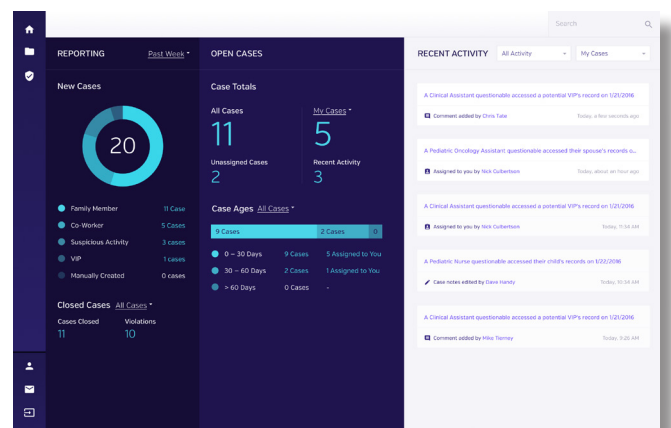 Search
REPORTING
Past Week
New Cases
20
Family Member 11 Case
Co-Worker 5 Cases
Suspicious Activity 3 cases
VIP 1 cases
Manually Created 0 cases
Closed Cases All Cases
Cases Closed Violations
11 10
OPEN CASES
Case Totals
All Cases My Cases
11 5
Unassigned Cases Recent Activity
2 3
Case Ages All Cases
9 Cases 2 Cases 0
0 – 30 Days 9 Cases 5 Assigned to You
30 – 60 Days 2 Cases 1 Assigned to You
> 60 Days 0 Cases -
RECENT ACTIVITY All Activity My Cases
A Clinical Assistant questionable accessed a potential VIP's record on 1/21/2016
Comment added by Chris Tate Today, a few seconds ago
A Pediatric Oncology Assistant questionable accessed their spouse's records o...
Assigned to you by Nick Culbertson Today, about an hour ago
A Clinical Assistant questionable accessed a potential VIP's record on 1/21/2016
Assigned to you by Nick Culbertson Today, 11:34 AM
A Pediatric Nurse questionable accessed their child's records on 1/22/2016
Case notes edited by Dave Handy Today, 10:34 AM
A Clinical Assistant questionable accessed a potential VIP's record on 1/21/2016
Comment added by Mike Tierney Today, 9:20 AM